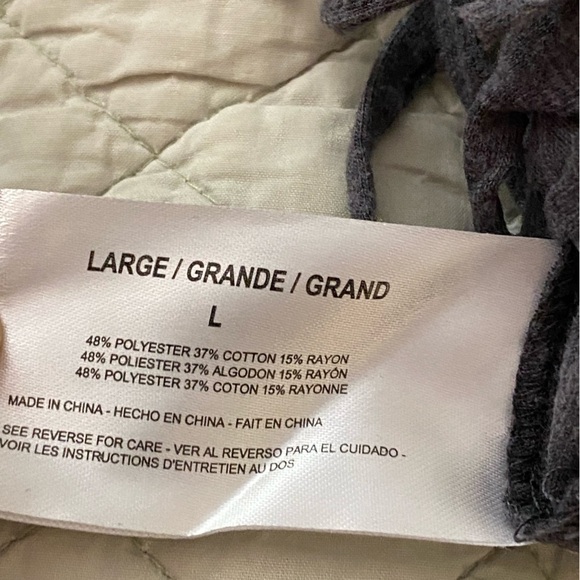 LARGE / GRANDE / GRAND
L
48% POLYESTER 37% COTTON 15% RAYON
48% POLIESTER 37% ALGODON 15% RAYÓN
48% POLYESTER 37% COTON 15% RAYONNE
MADE IN CHINA - HECHO EN CHINA - FAIT EN CHINA
SEE REVERSE FOR CARE - VER AL REVERSO PARA EL CUIDADO -
VOIR LES INSTRUCTIONS D'ENTRETIEN AU DOS